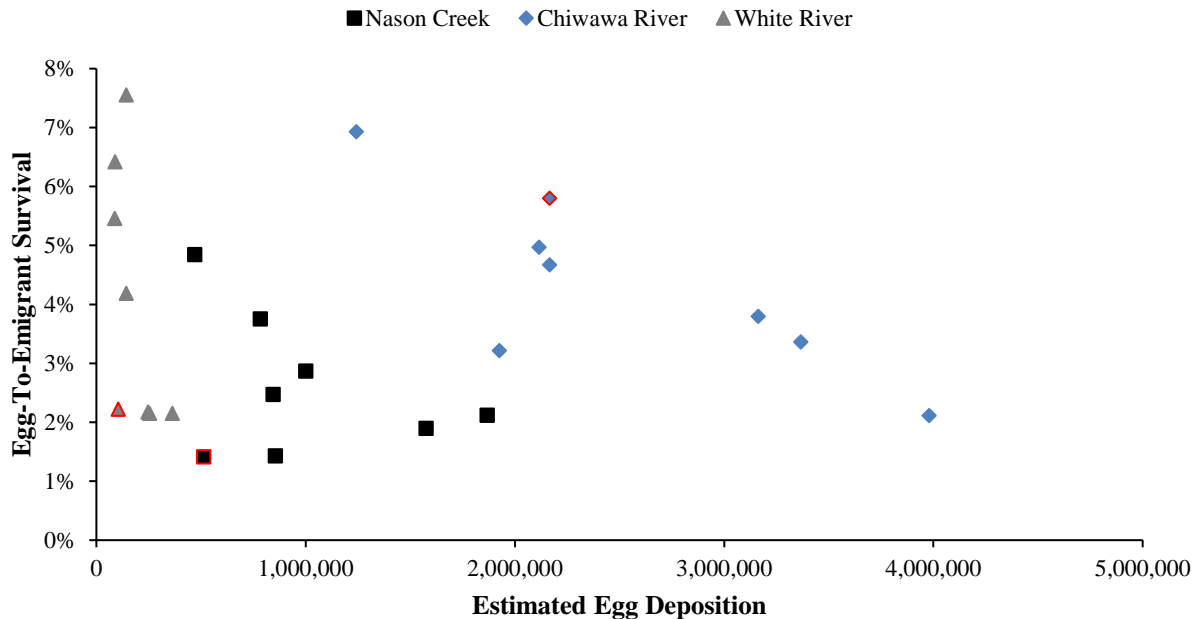 Nason Creek Chiwawa River White River
8%
7%
6%
5%
4%
3%
2%
1%
0%
Egg-To-Emigrant Survival
0 1,000,000 2,000,000 3,000,000 4,000,000 5,000,000
Estimated Egg Deposition